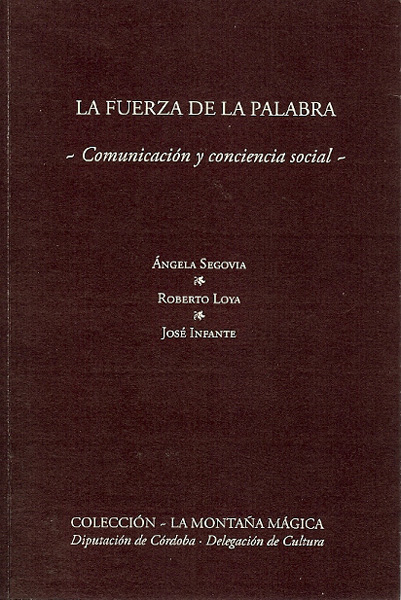 LA FUERZA DE LA PALABRA
~ Comunicación y conciencia social ~
ÁNGELA SEGOVIA
ROBERTO LOYA
JOSÉ INFANTE
COLECCIÓN ~ LA MONTAÑA MÁGICA
Diputación de Córdoba · Delegación de Cultura